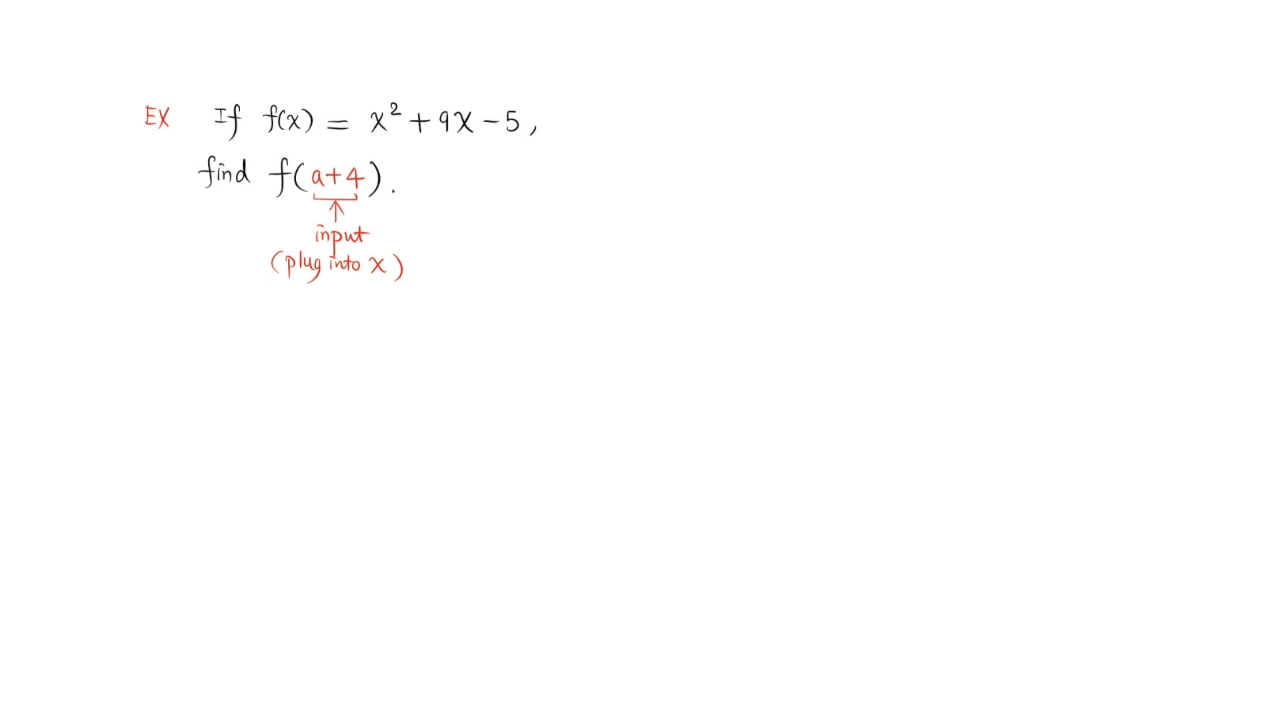 EX If f(x) = x² + 9x - 5,
find f(a+4).
↑
input
(plug into x)